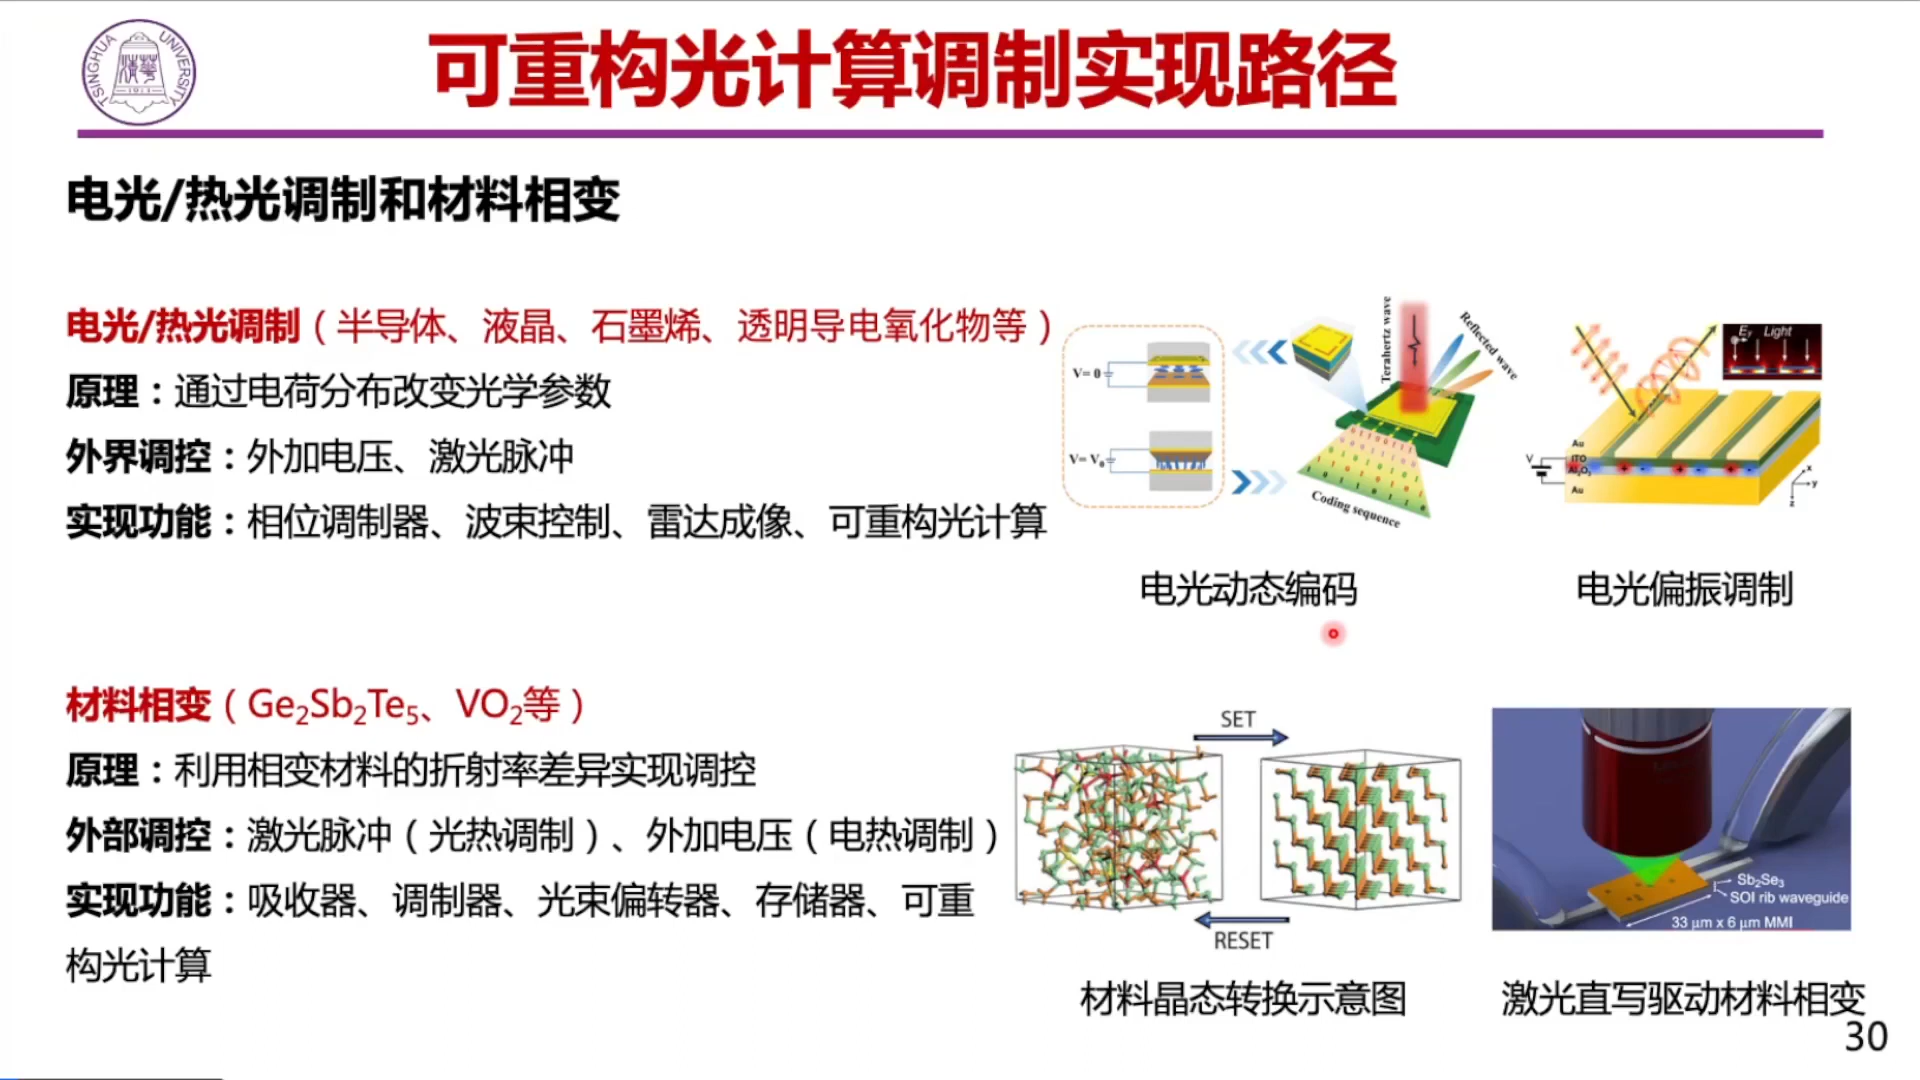 TSINGHUA UNIVERSITY
1911
可重构光计算调制实现路径
电光/热光调制和材料相变
电光/热光调制（半导体、液晶、石墨烯、透明导电氧化物等）
原理：通过电荷分布改变光学参数
外界调控：外加电压、激光脉冲
实现功能：相位调制器、波束控制、雷达成像、可重构光计算
V= 0
V= V₀
Terahertz wave
Reflected wave
Coding sequence
电光动态编码
E_Y Light
Au
ITO
Al₂O₃
Au
V
x
y
z
电光偏振调制
材料相变（Ge₂Sb₂Te₅、VO₂等）
原理：利用相变材料的折射率差异实现调控
外部调控：激光脉冲（光热调制）、外加电压（电热调制）
实现功能：吸收器、调制器、光束偏转器、存储器、可重
构光计算
SET
RESET
材料晶态转换示意图
Sb₂Se₃
SOI rib waveguide
33 μm x 6 μm MMI
激光直写驱动材料相变
30